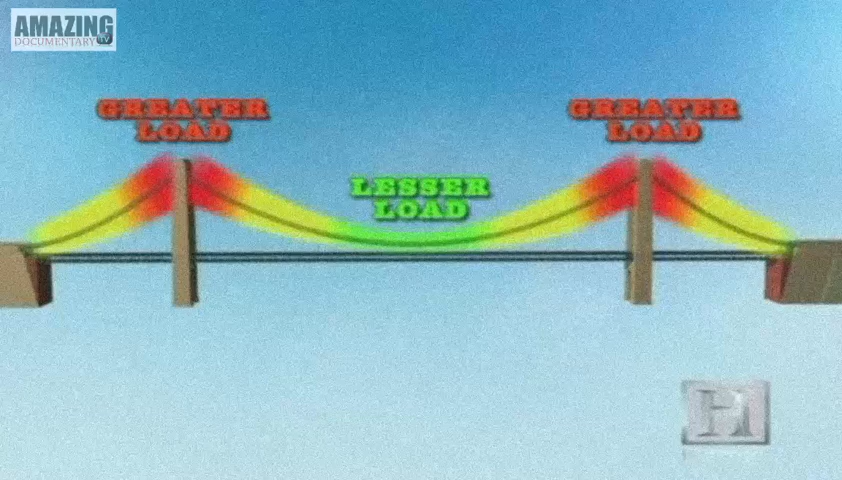 AMAZING
DOCUMENTARY TV
GREATER
LOAD
GREATER
LOAD
LESSER
LOAD
H